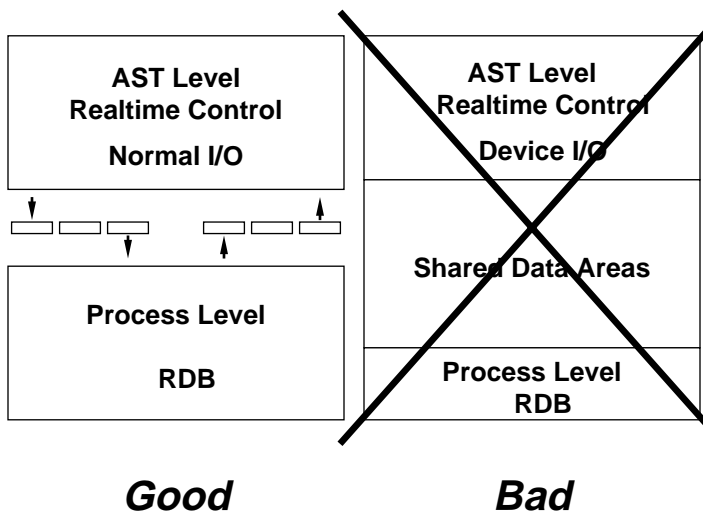 AST Level
Realtime Control
Normal I/O
Process Level
RDB
Good
AST Level
Realtime Control
Device I/O
Shared Data Areas
Process Level
RDB
Bad